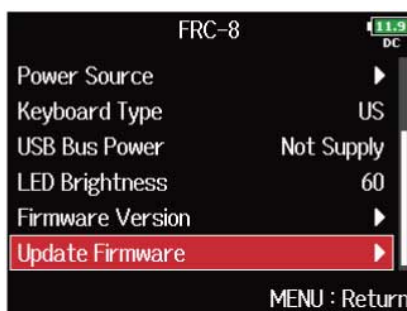 FRC-8
11.9
DC
Power Source
Keyboard Type US
USB Bus Power Not Supply
LED Brightness 60
Firmware Version
Update Firmware
MENU : Return